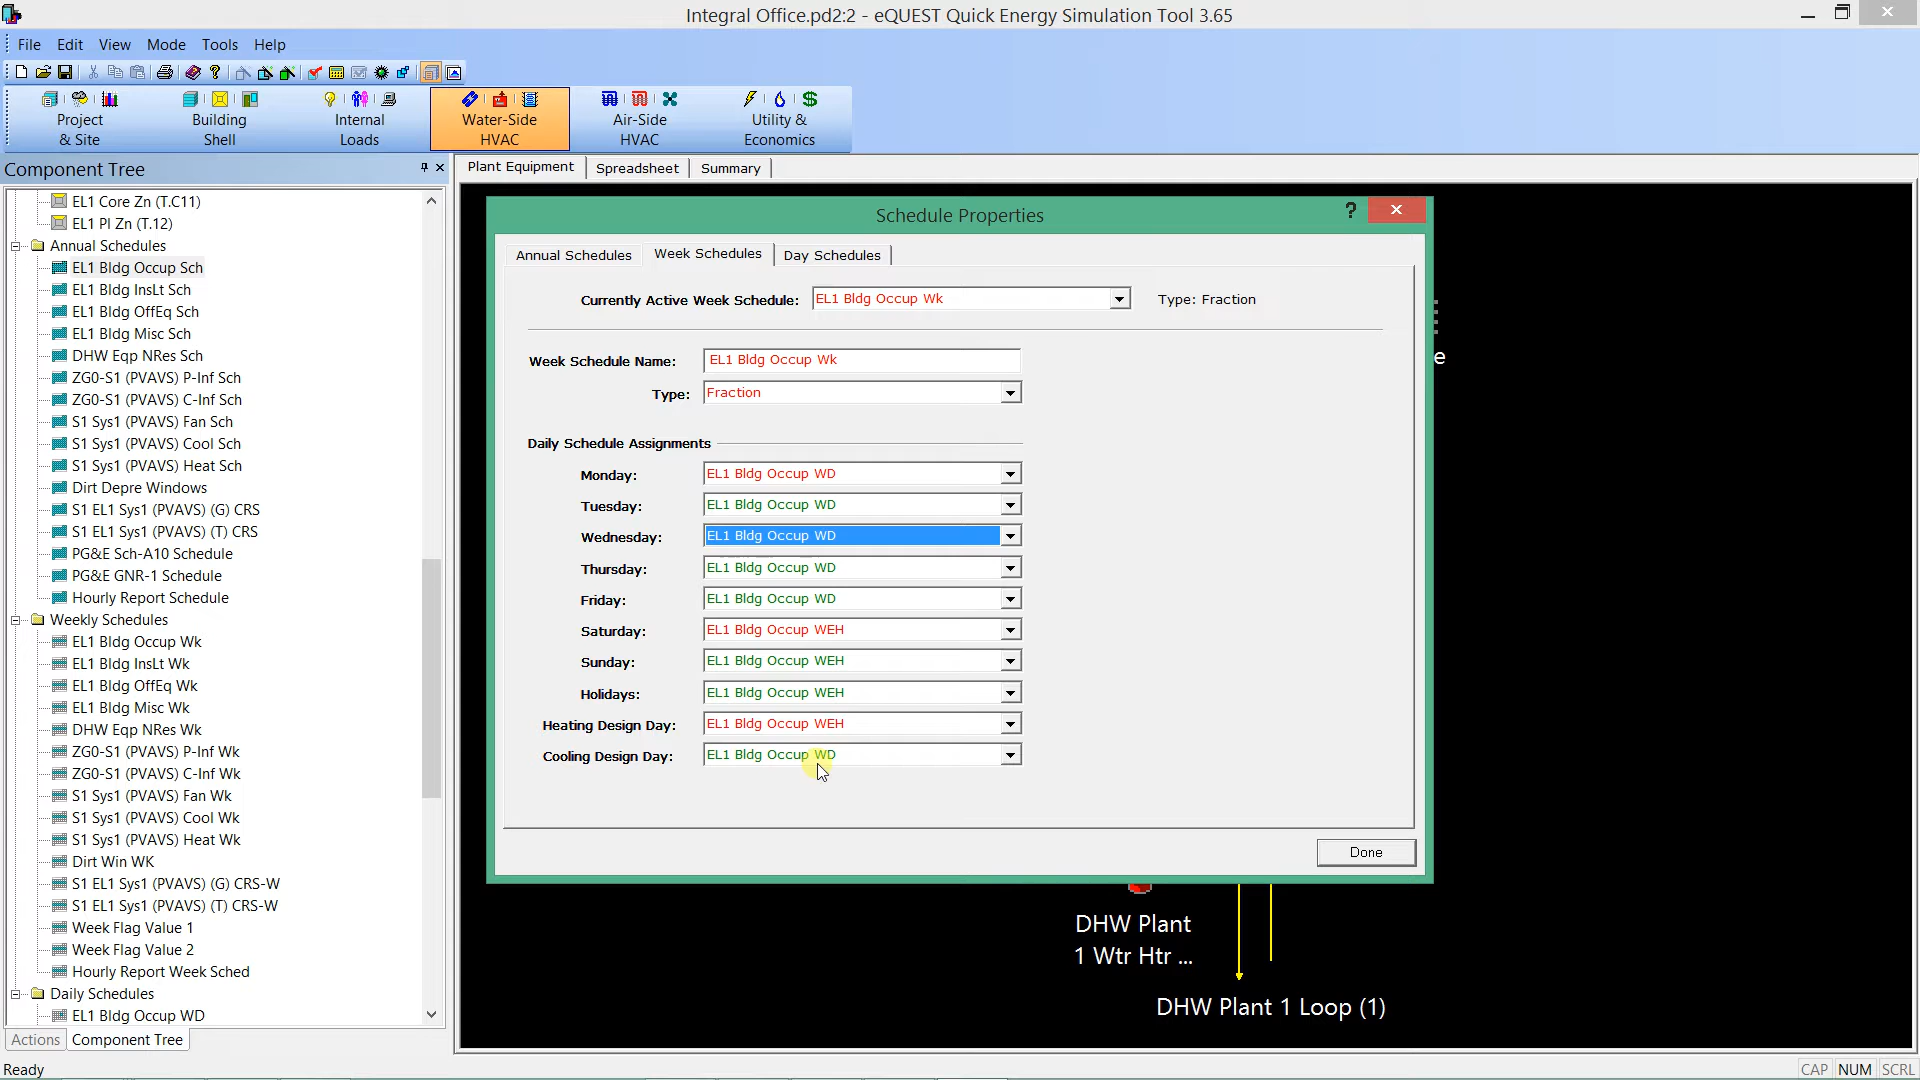 Integral Office.pd2:2 - eQUEST Quick Energy Simulation Tool 3.65
File Edit View Mode Tools Help
Project & Site
Building Shell
Internal Loads
Water-Side HVAC
Air-Side HVAC
Utility & Economics
Component Tree
EL1 Core Zn (T.C11)
EL1 Pl Zn (T.12)
Annual Schedules
EL1 Bldg Occup Sch
EL1 Bldg InsLt Sch
EL1 Bldg OffEq Sch
EL1 Bldg Misc Sch
DHW Eqp NRes Sch
ZG0-S1 (PVAVS) P-Inf Sch
ZG0-S1 (PVAVS) C-Inf Sch
S1 Sys1 (PVAVS) Fan Sch
S1 Sys1 (PVAVS) Cool Sch
S1 Sys1 (PVAVS) Heat Sch
Dirt Depre Windows
S1 EL1 Sys1 (PVAVS) (G) CRS
S1 EL1 Sys1 (PVAVS) (T) CRS
PG&E Sch-A10 Schedule
PG&E GNR-1 Schedule
Hourly Report Schedule
Weekly Schedules
EL1 Bldg Occup Wk
EL1 Bldg InsLt Wk
EL1 Bldg OffEq Wk
EL1 Bldg Misc Wk
DHW Eqp NRes Wk
ZG0-S1 (PVAVS) P-Inf Wk
ZG0-S1 (PVAVS) C-Inf Wk
S1 Sys1 (PVAVS) Fan Wk
S1 Sys1 (PVAVS) Cool Wk
S1 Sys1 (PVAVS) Heat Wk
Dirt Win WK
S1 EL1 Sys1 (PVAVS) (G) CRS-W
S1 EL1 Sys1 (PVAVS) (T) CRS-W
Week Flag Value 1
Week Flag Value 2
Hourly Report Week Sched
Daily Schedules
EL1 Bldg Occup WD
Actions Component Tree
Plant Equipment Spreadsheet Summary
Schedule Properties
Annual Schedules Week Schedules Day Schedules
Currently Active Week Schedule: EL1 Bldg Occup Wk Type: Fraction
Week Schedule Name: EL1 Bldg Occup Wk
Type: Fraction
Daily Schedule Assignments
Monday: EL1 Bldg Occup WD
Tuesday: EL1 Bldg Occup WD
Wednesday: EL1 Bldg Occup WD
Thursday: EL1 Bldg Occup WD
Friday: EL1 Bldg Occup WD
Saturday: EL1 Bldg Occup WEH
Sunday: EL1 Bldg Occup WEH
Holidays: EL1 Bldg Occup WEH
Heating Design Day: EL1 Bldg Occup WEH
Cooling Design Day: EL1 Bldg Occup WD
Done
e
DHW Plant
1 Wtr Htr ...
DHW Plant 1 Loop (1)
Ready CAP NUM SCRL